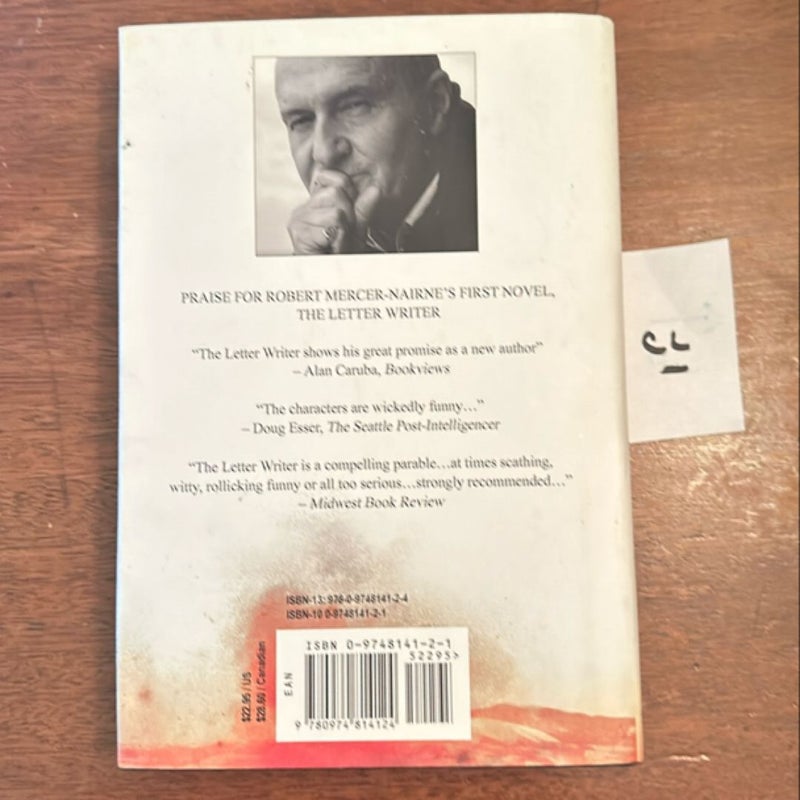 PRAISE FOR ROBERT MERCER-NAIRNE'S FIRST NOVEL,
THE LETTER WRITER
“The Letter Writer shows his great promise as a new author”
– Alan Caruba, Bookviews
“The characters are wickedly funny…”
– Doug Esser, The Seattle Post-Intelligencer
“The Letter Writer is a compelling parable…at times scathing,
witty, rollicking funny or all too serious…strongly recommended…”
– Midwest Book Review
ISBN-13: 978-0-9748141-2-4
ISBN-10 0-9748141-2-1
ISBN 0-9748141-2-1
52295>
EAN
9 780974 814124
$22.95 / US
$28.60 / Canadian